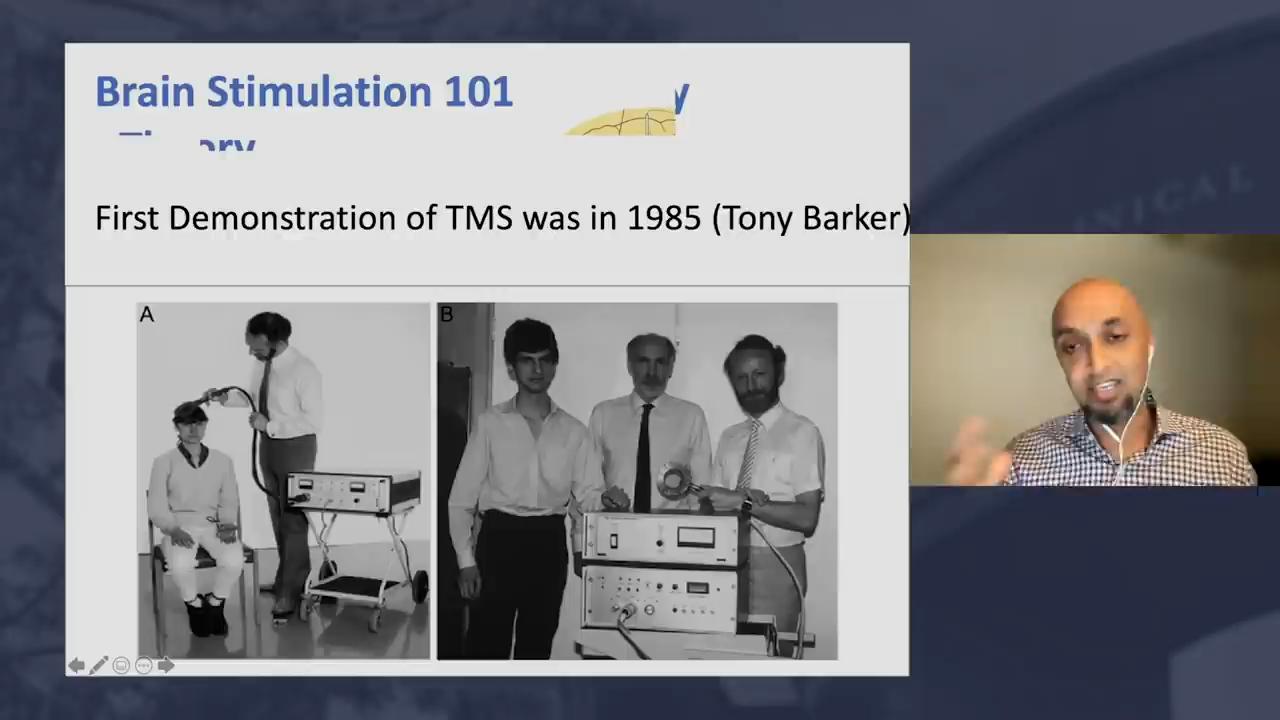 Brain Stimulation 101
First Demonstration of TMS was in 1985 (Tony Barker)
A
B